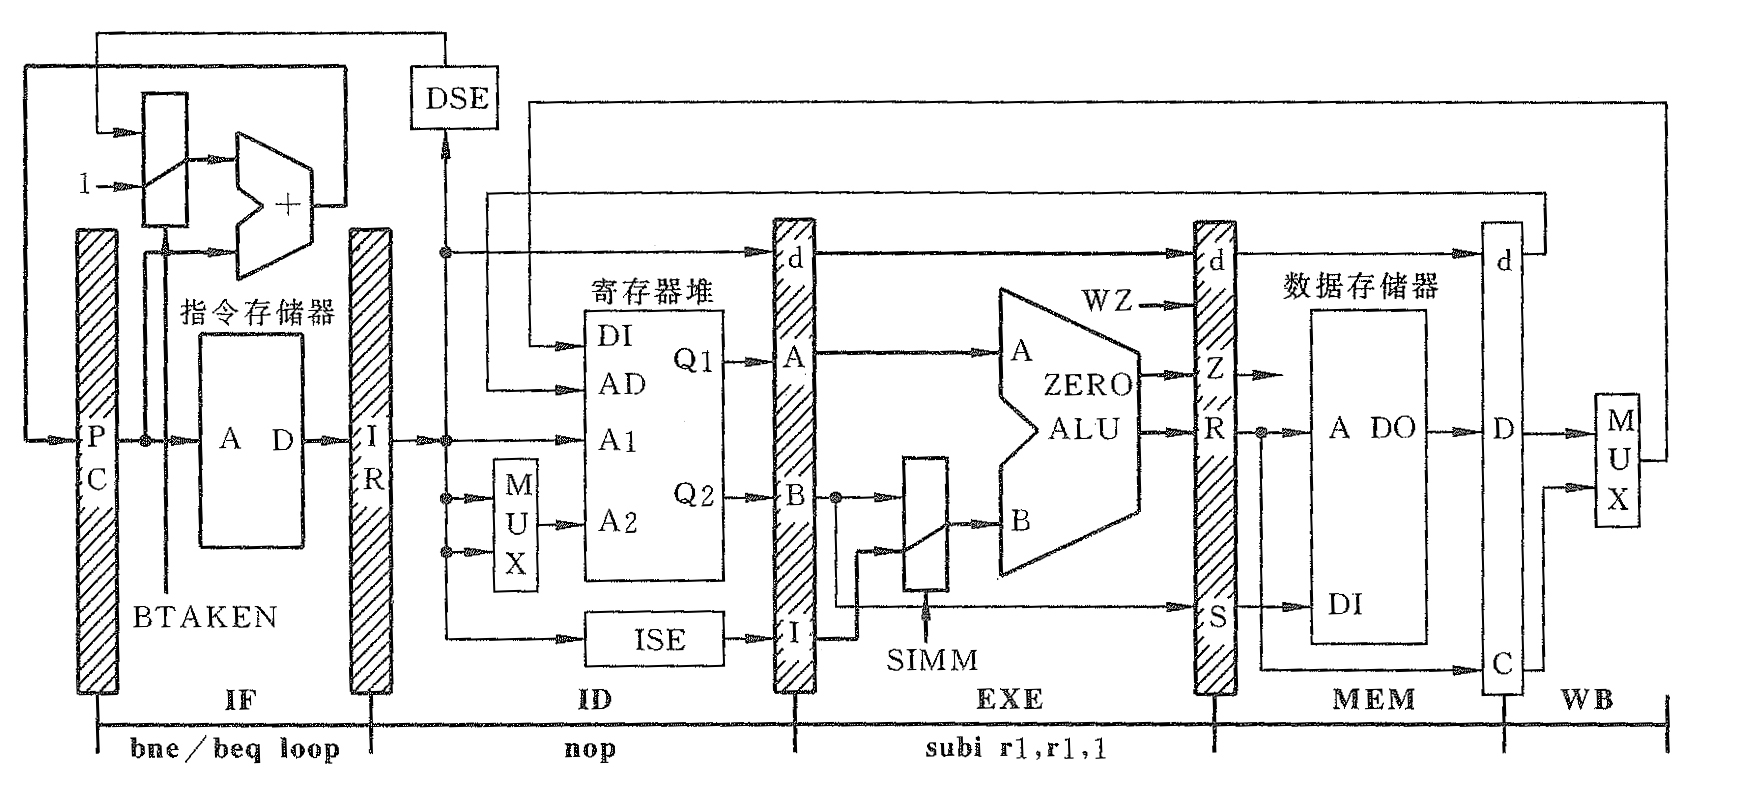 DSE
1
+
指令存储器
寄存器堆
数据存储器
P
C
A D
I
R
BTAKEN
M
U
X
DI
AD
A1
A2
Q1
Q2
ISE
d
A
B
I
SIMM
WZ
A
ZERO
ALU
B
d
Z
R
S
A DO
DI
d
D
C
M
U
X
IF ID EXE MEM WB
bne/beq loop nop subi r1,r1,1